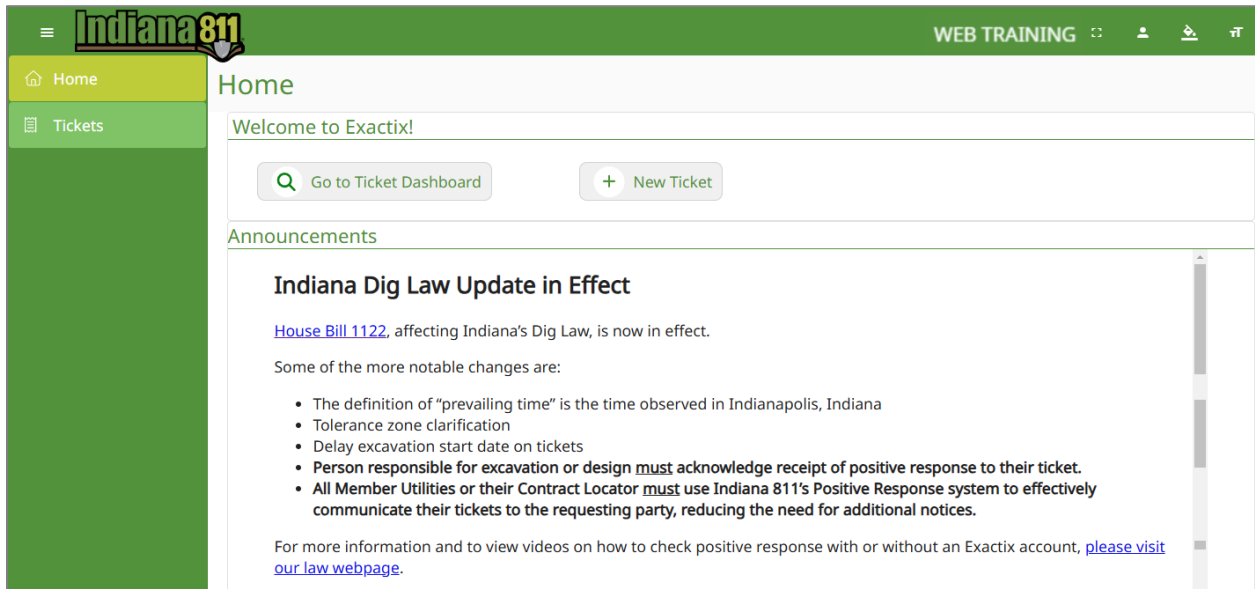 Indiana811
WEB TRAINING
Home
Tickets
Home
Welcome to Exactix!
Go to Ticket Dashboard
New Ticket
Announcements
Indiana Dig Law Update in Effect
House Bill 1122, affecting Indiana’s Dig Law, is now in effect.
Some of the more notable changes are:
• The definition of “prevailing time” is the time observed in Indianapolis, Indiana
• Tolerance zone clarification
• Delay excavation start date on tickets
• Person responsible for excavation or design must acknowledge receipt of positive response to their ticket.
• All Member Utilities or their Contract Locator must use Indiana 811’s Positive Response system to effectively
communicate their tickets to the requesting party, reducing the need for additional notices.
For more information and to view videos on how to check positive response with or without an Exactix account, please visit
our law webpage.